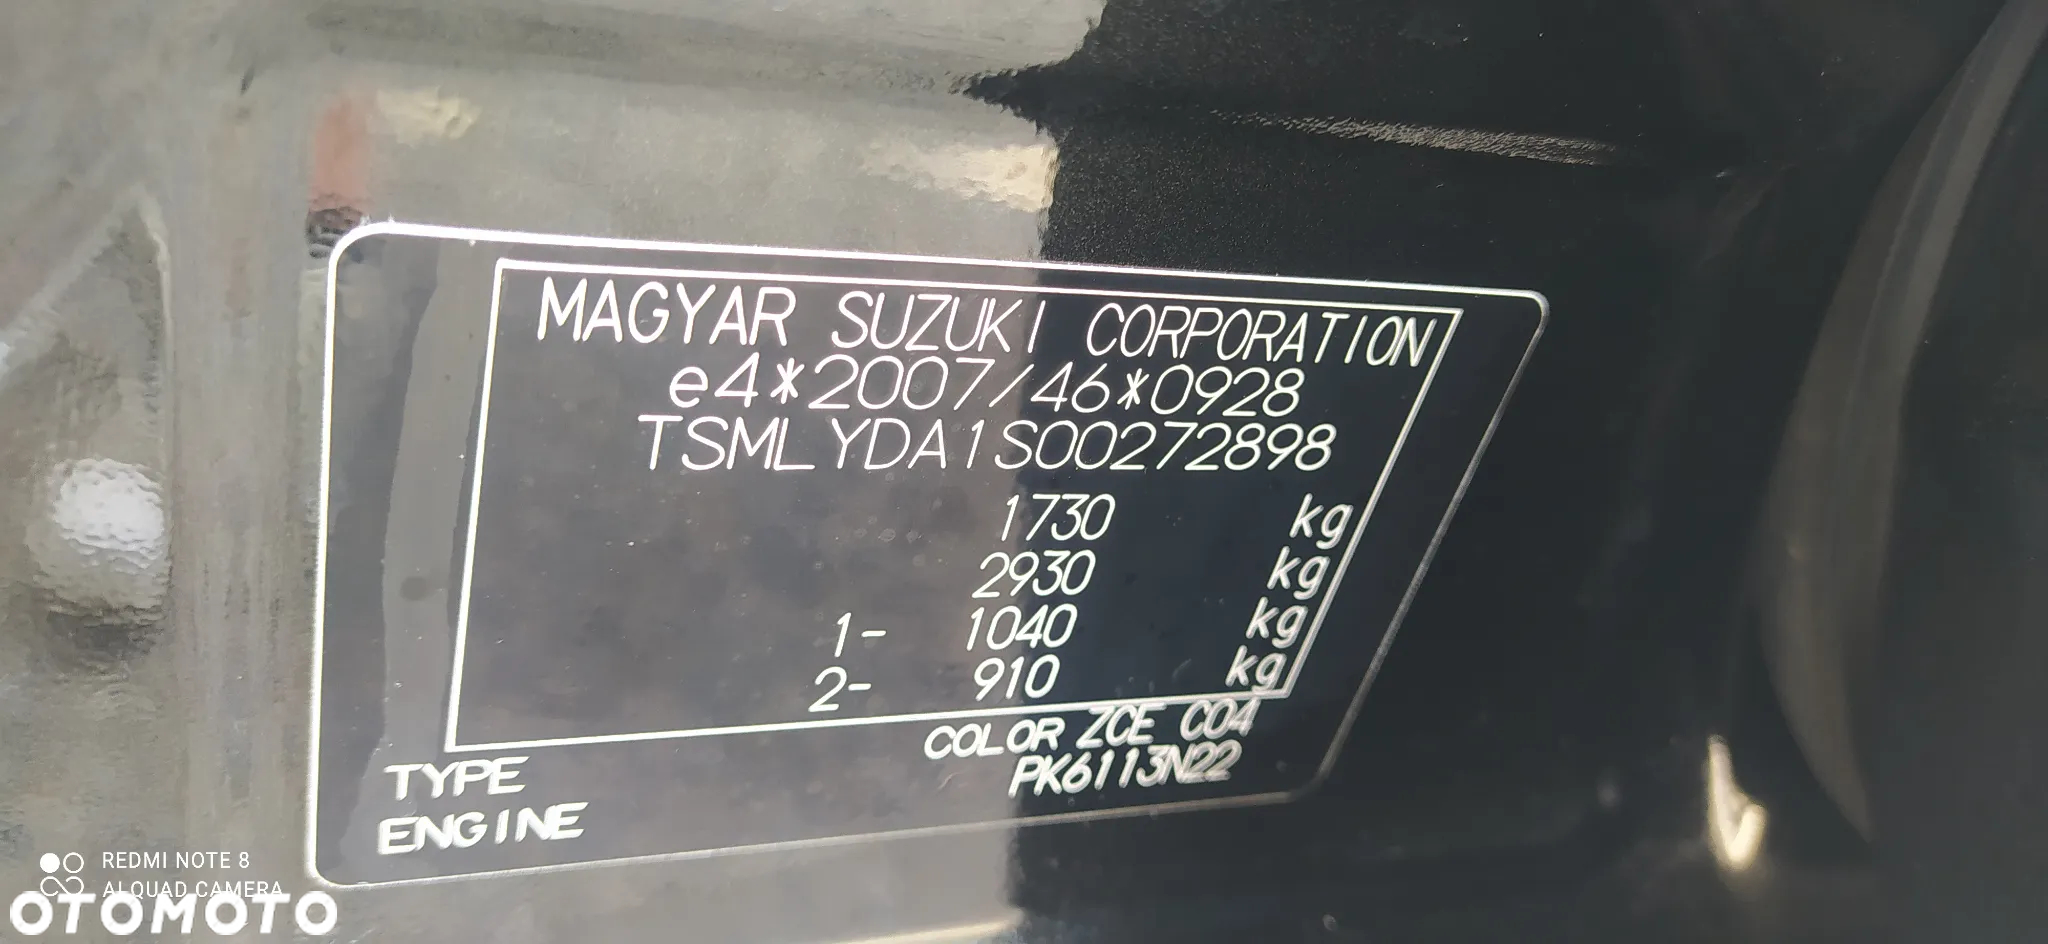 MAGYAR SUZUKI CORPORATION
e4*2007/46*0928
TSMLYDA1S00272898
1730 kg
2930 kg
1- 1040 kg
2- 910 kg
COLOR ZCE C04
TYPE PK6113N22
ENGINE
REDMI NOTE 8
AI QUAD CAMERA
OTOMOTO